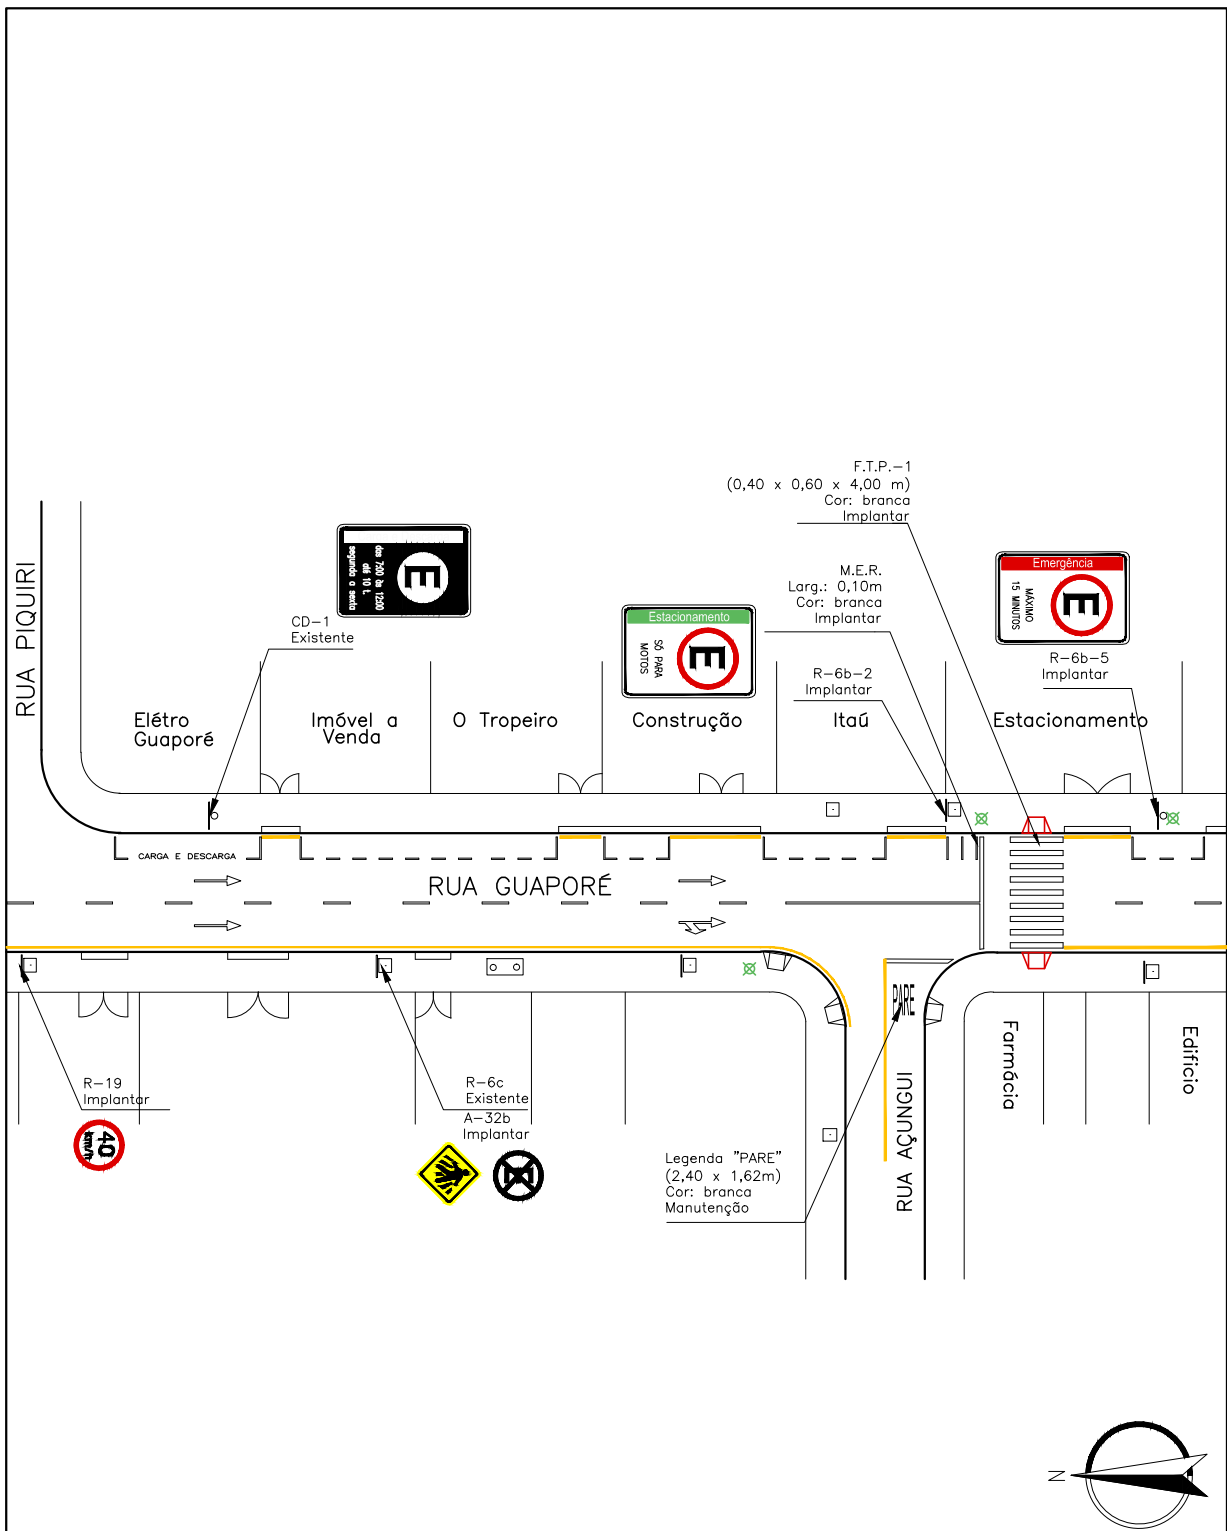 F.T.P.-1
(0,40 x 0,60 x 4,00 m)
Cor: branca
Implantar
Emergência
MÁXIMO
15 MINUTOS
E
das 7:00 às 12:00
até 10 t.
segunda a sexta
E
M.E.R.
Larg.: 0,10m
Cor: branca
Implantar
Estacionamento
SÓ PARA
MOTOS
E
CD-1
Existente
R-6b-2
Implantar
R-6b-5
Implantar
RUA PIQUIRI
Elétro
Guaporé
Imóvel a
Venda
O Tropeiro
Construção
Itaú
Estacionamento
CARGA E DESCARGA
RUA GUAPORÉ
PARE
R-19
Implantar
40
km/h
R-6c
Existente
A-32b
Implantar
E
Legenda "PARE"
(2,40 x 1,62m)
Cor: branca
Manutenção
RUA AÇUNGUI
Farmácia
Edifício
N